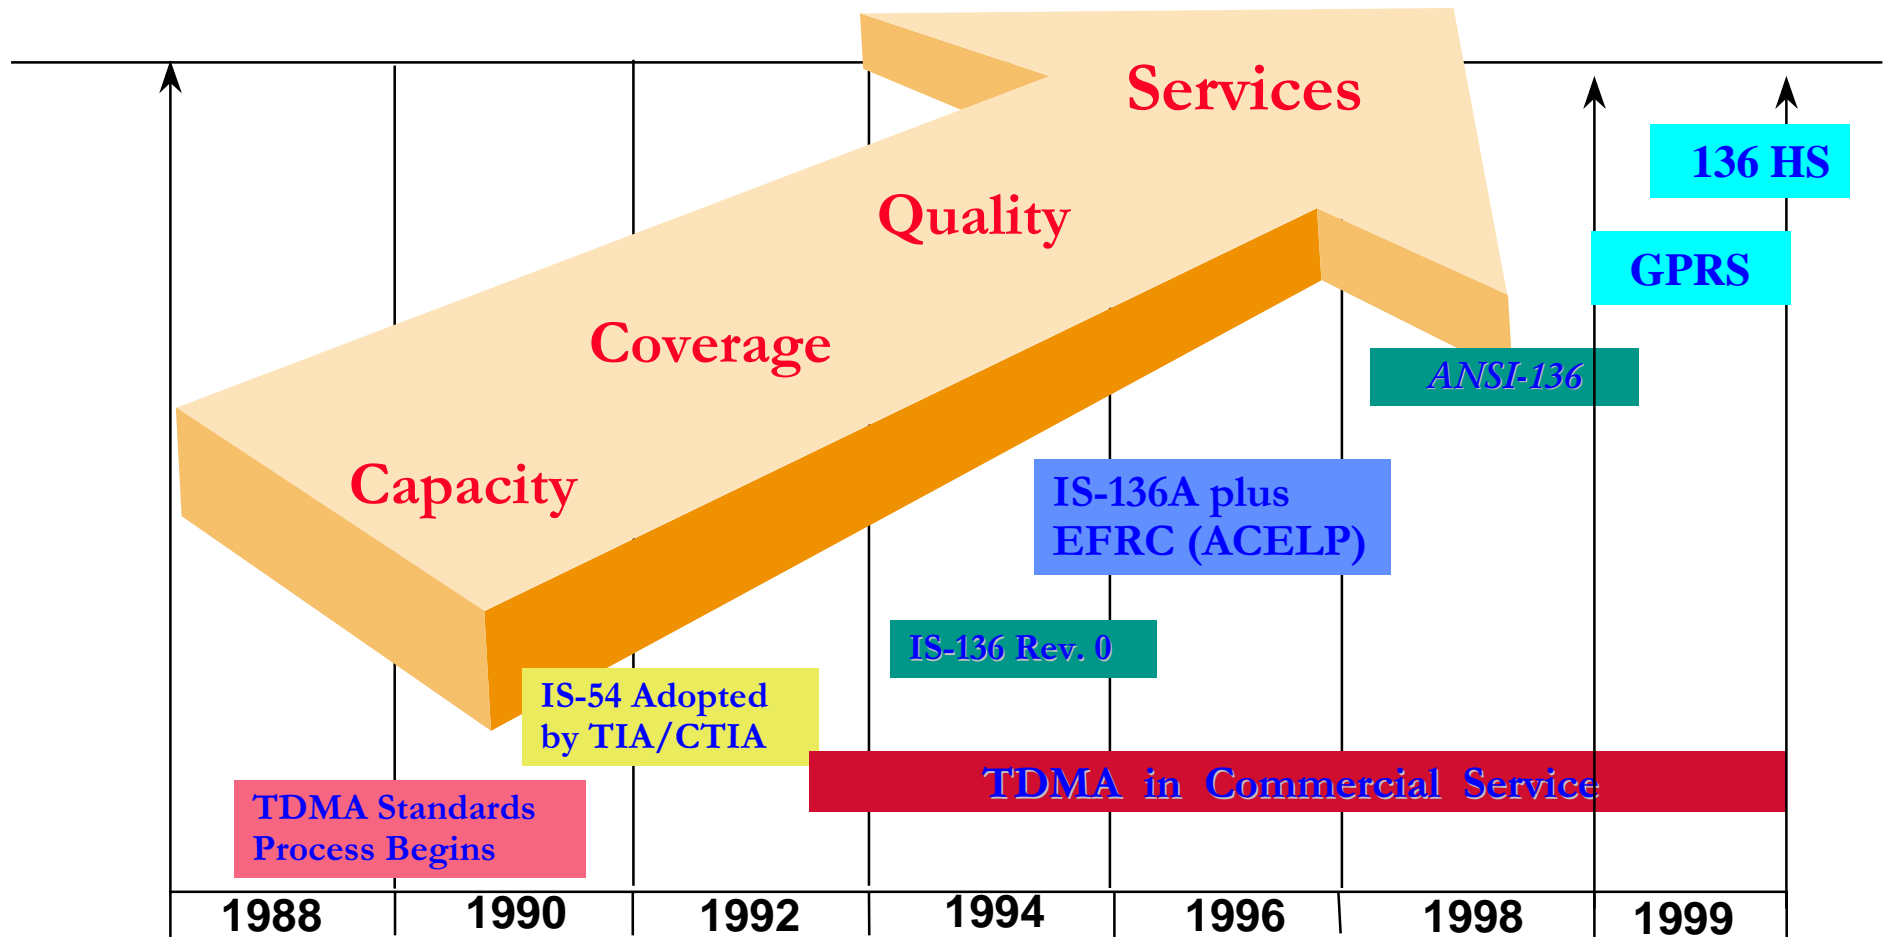 Services
136 HS
Quality
GPRS
Coverage
ANSI-136
Capacity
IS-136A plus
EFRC (ACELP)
IS-136 Rev. 0
IS-54 Adopted
by TIA/CTIA
TDMA in Commercial Service
TDMA Standards
Process Begins
1988 1990 1992 1994 1996 1998 1999